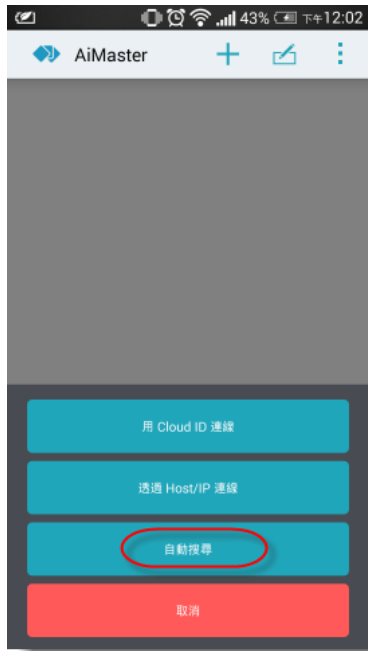 43% 下午12:02
AiMaster
用 Cloud ID 連線
透過 Host/IP 連線
自動搜尋
取消